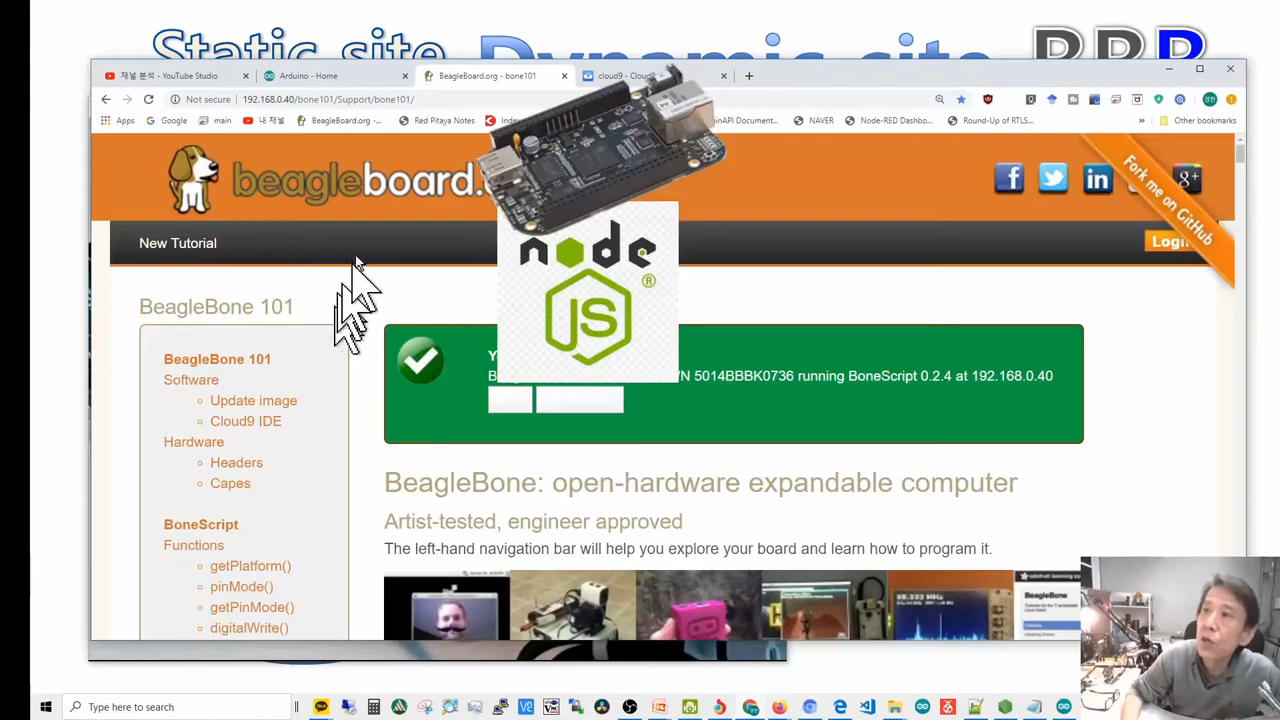 Static site Dynamic site BBB
채널 분석 - YouTube Studio
Arduino - Home
BeagleBoard.org - bone101
cloud9 - Cloud9
Not secure
192.168.0.40/bone101/Support/bone101/
Apps
Google
main
내 채널
BeagleBoard.org -...
Red Pitaya Notes
NAVER
Node-RED Dashbo...
Round-Up of RTLS...
Other bookmarks
beagleboard.
Fork me on GitHub
New Tutorial
node
JS
BeagleBone 101
BeagleBone 101
Software
Update image
Cloud9 IDE
Hardware
Headers
Capes
BoneScript
Functions
getPlatform()
pinMode()
getPinMode()
digitalWrite()
5014BBBK0736 running BoneScript 0.2.4 at 192.168.0.40
BeagleBone: open-hardware expandable computer
Artist-tested, engineer approved
The left-hand navigation bar will help you explore your board and learn how to program it.
BeagleBone
Type here to search